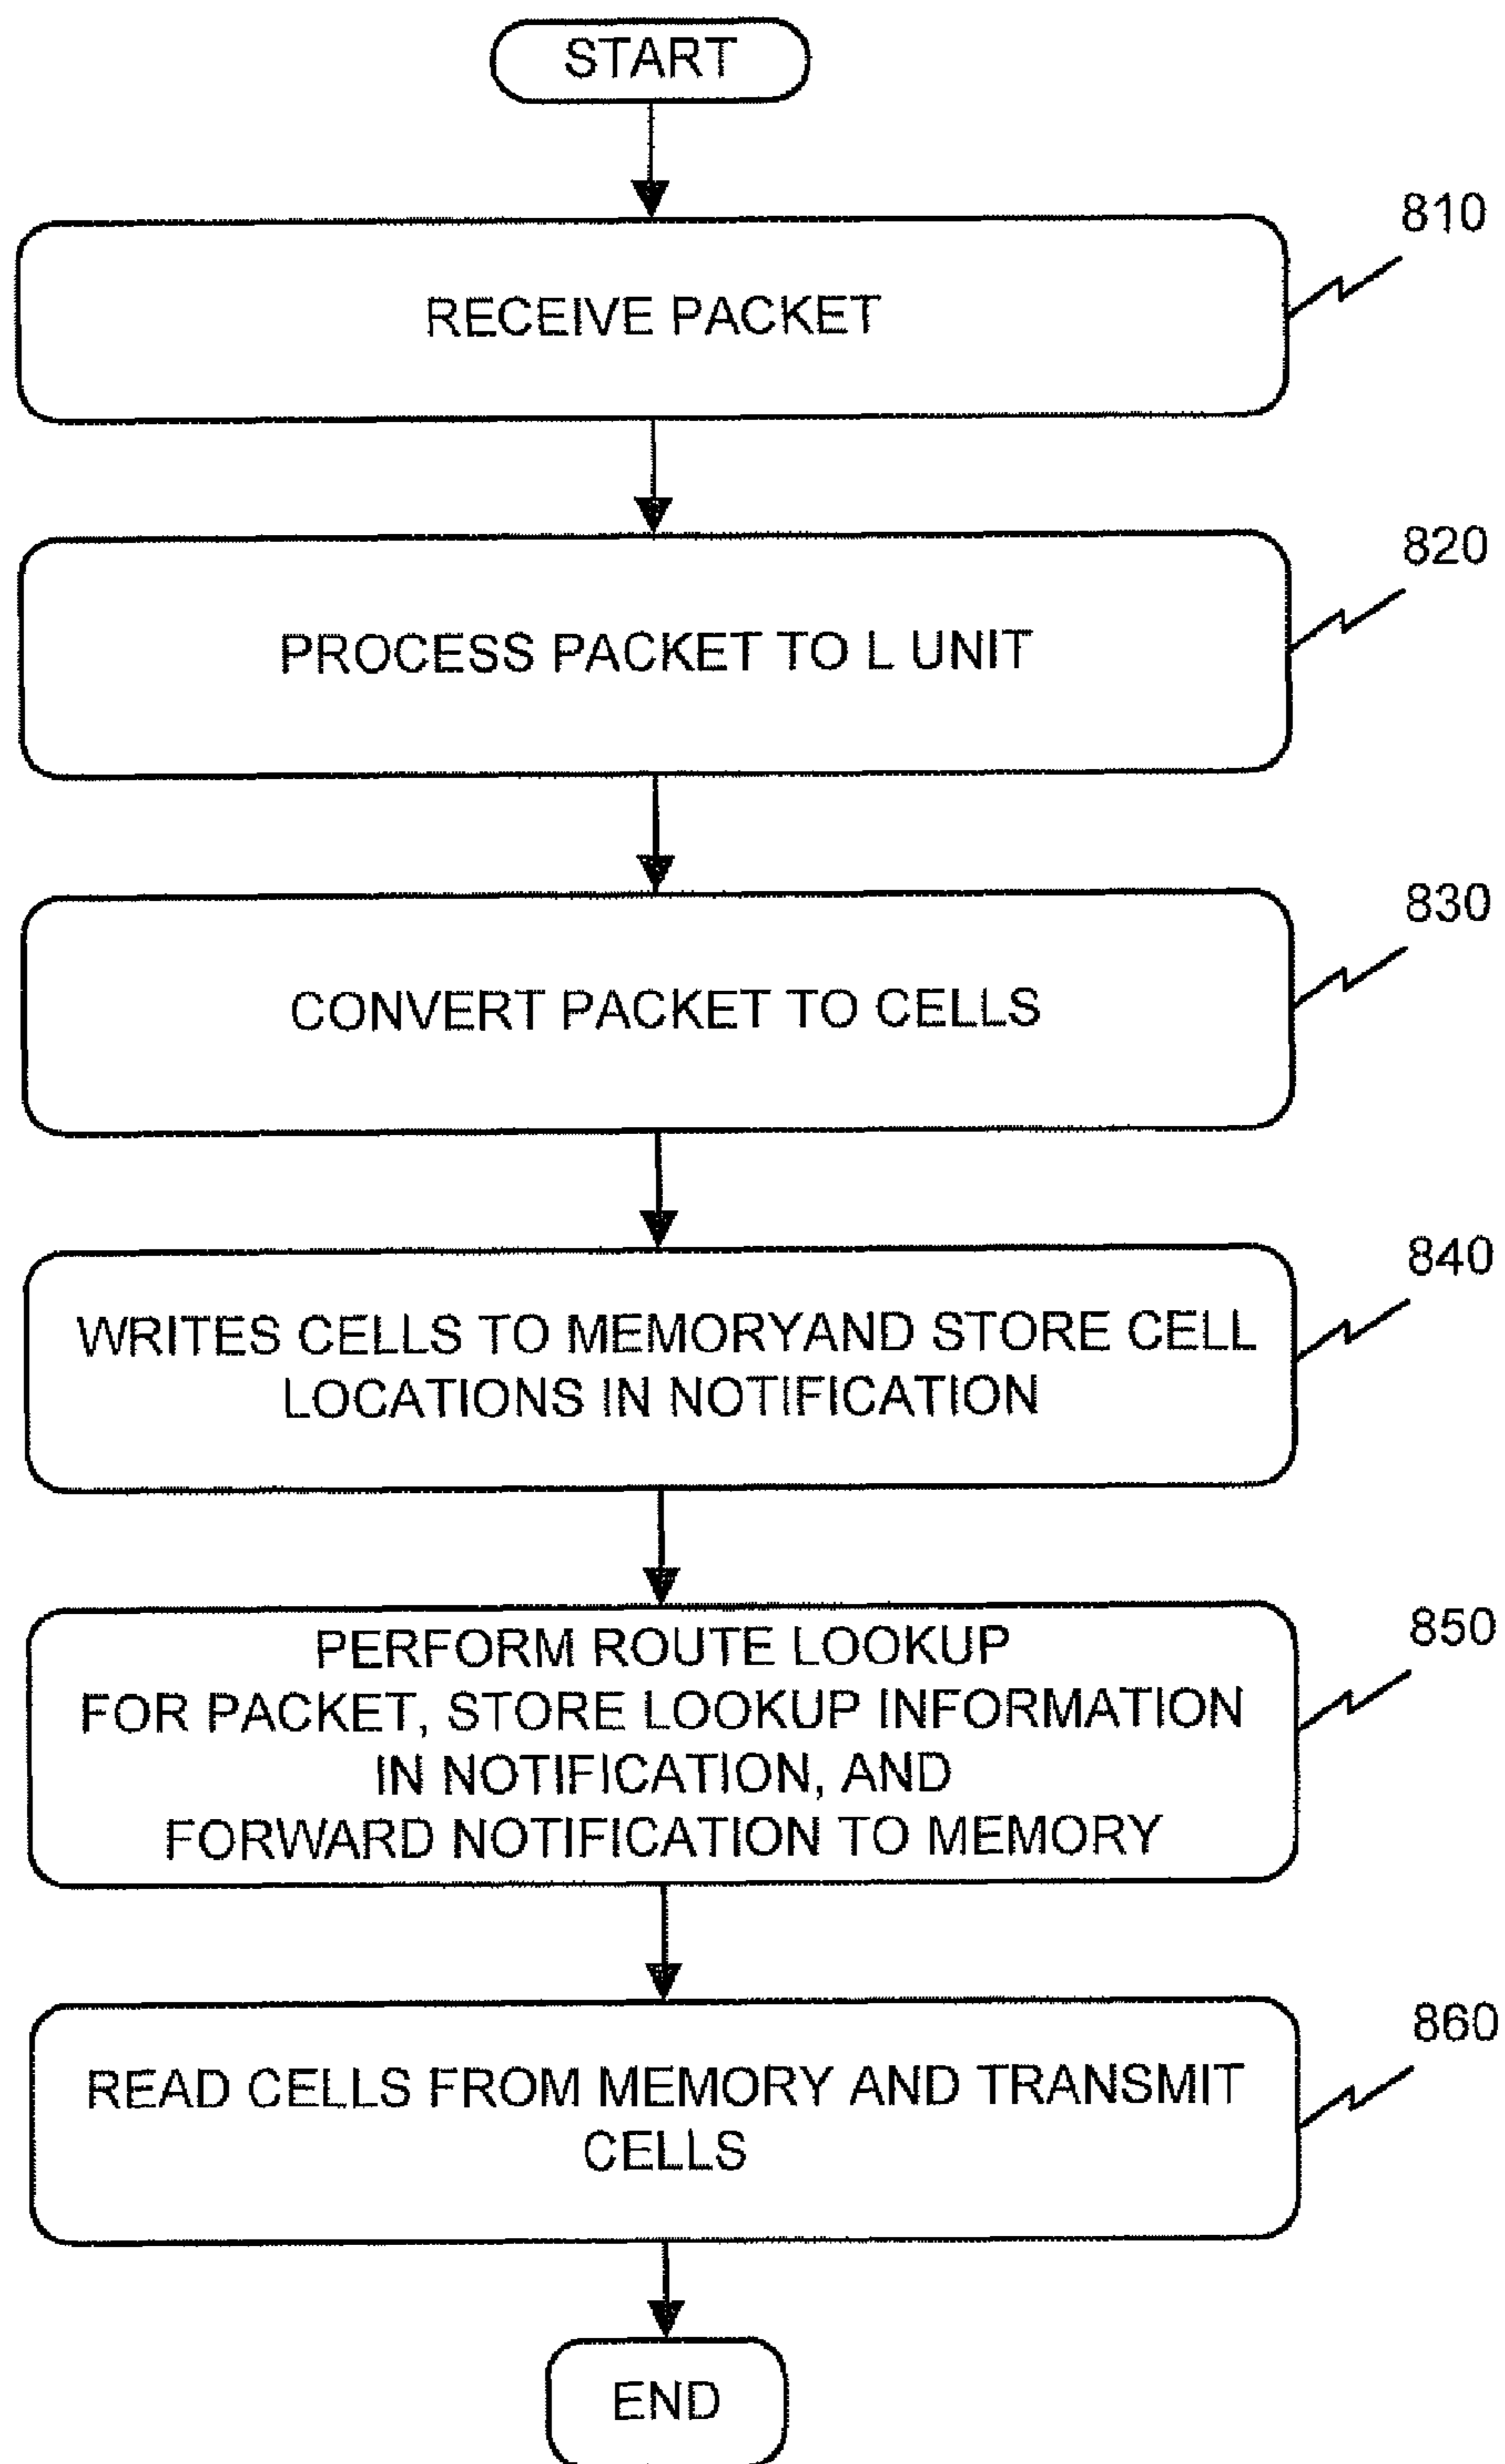 START
810
RECEIVE PACKET
820
PROCESS PACKET TO L UNIT
830
CONVERT PACKET TO CELLS
840
WRITES CELLS TO MEMORYAND STORE CELL
LOCATIONS IN NOTIFICATION
850
PERFORM ROUTE LOOKUP
FOR PACKET, STORE LOOKUP INFORMATION
IN NOTIFICATION, AND
FORWARD NOTIFICATION TO MEMORY
860
READ CELLS FROM MEMORY AND TRANSMIT
CELLS
END